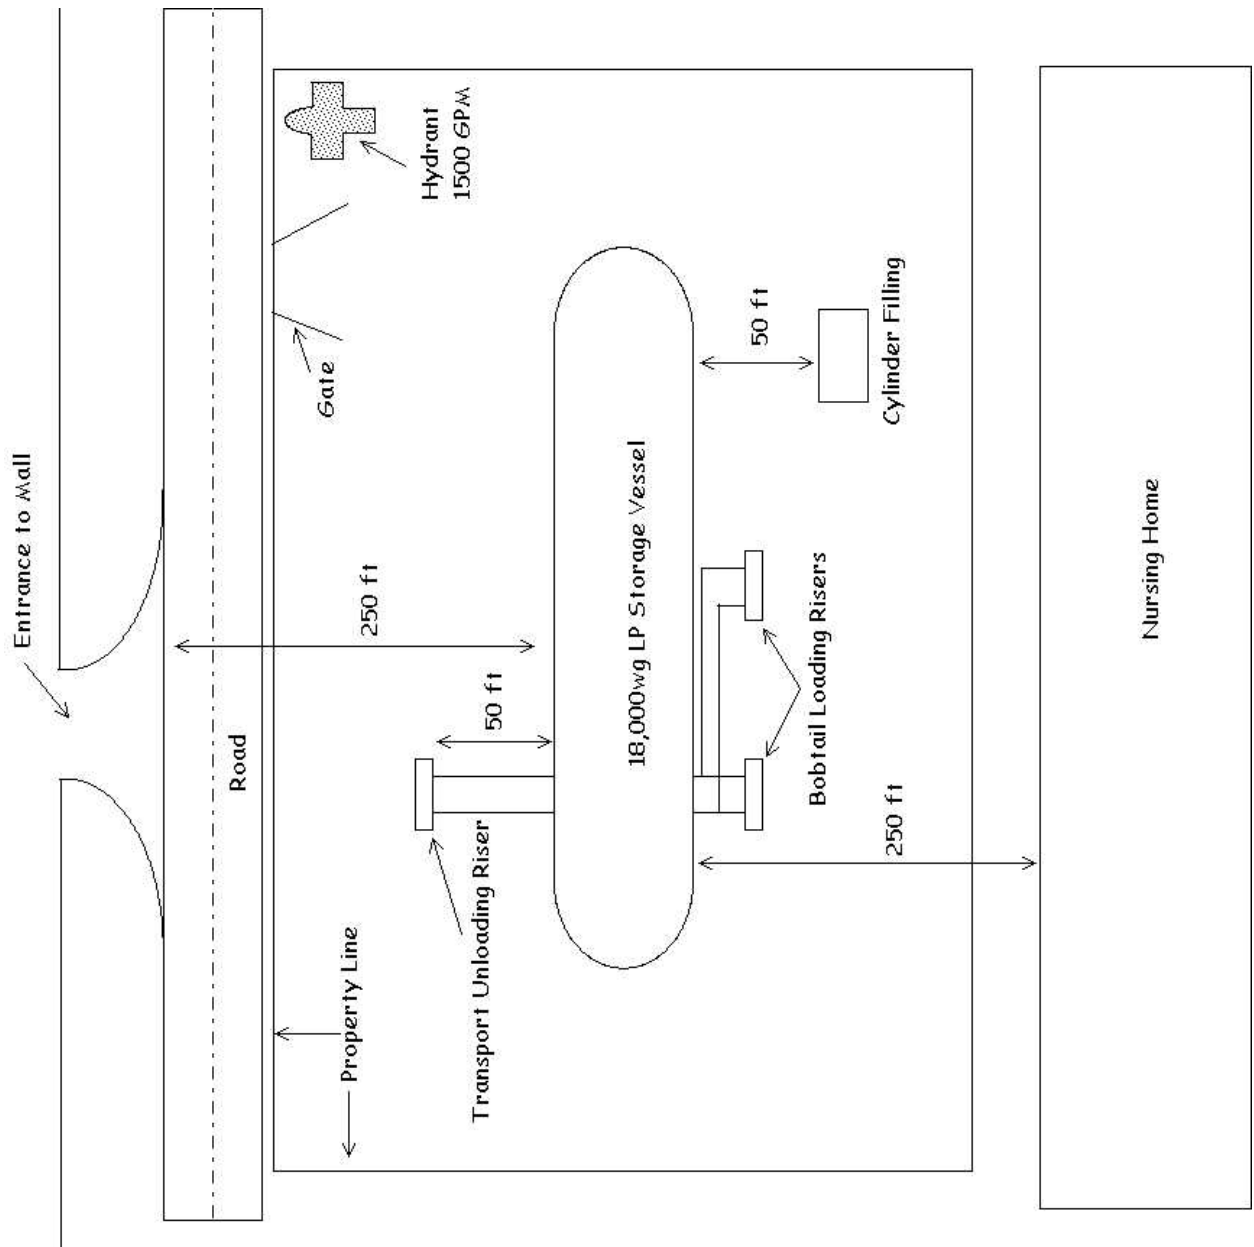 Entrance to Mall
Road
Hydrant
1500 GPM
Gate
Property Line
250 ft
50 ft
Transport Unloading Riser
18,000wg LP Storage Vessel
50 ft
Cylinder Filling
Bobtail Loading Risers
250 ft
Nursing Home